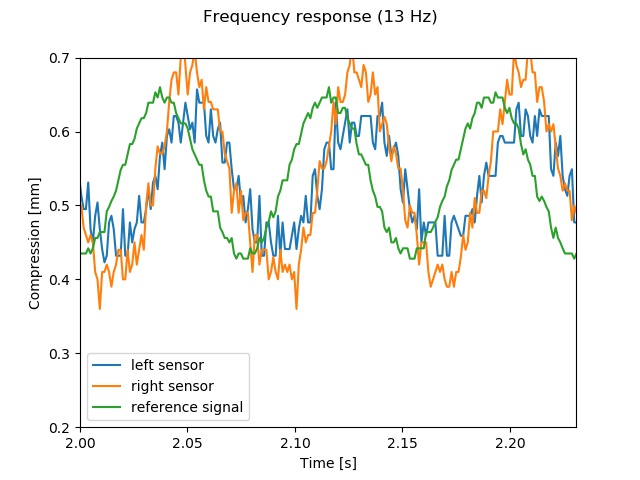 Frequency response (13 Hz)
Compression [mm]
0.7
0.6
0.5
0.4
0.3
0.2
left sensor
right sensor
reference signal
2.00
2.05
2.10
2.15
2.20
Time [s]